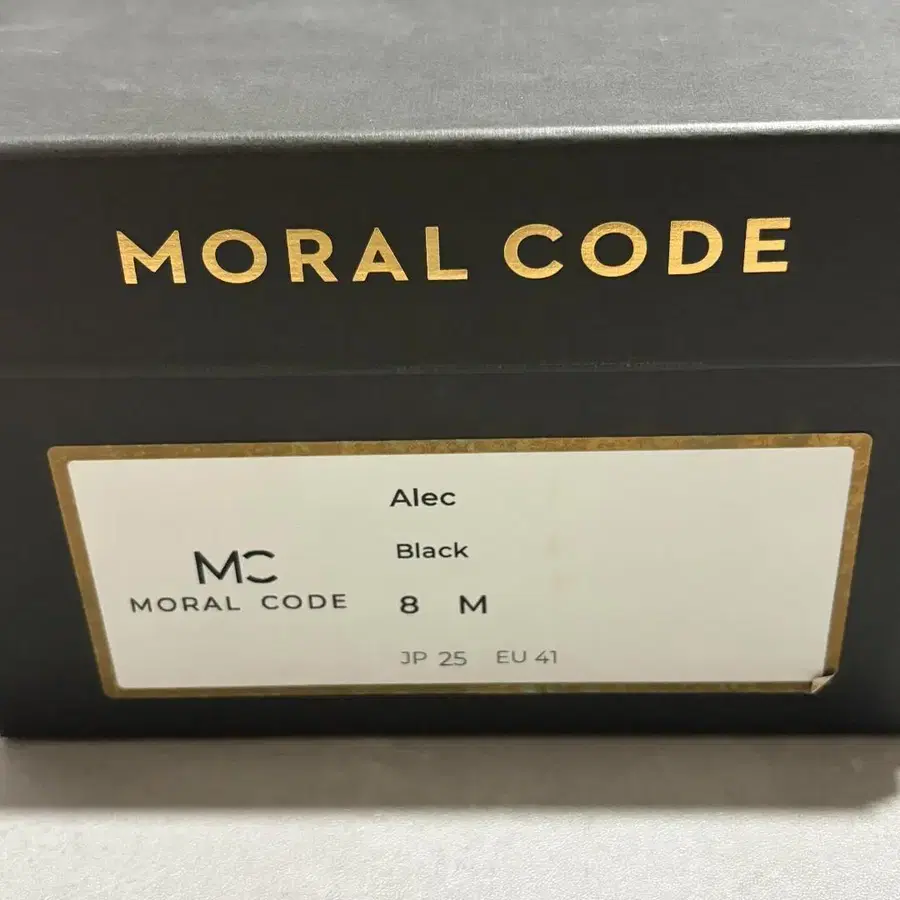 MORAL CODE
MC
MORAL CODE
Alec
Black
8 M
JP 25 EU 41